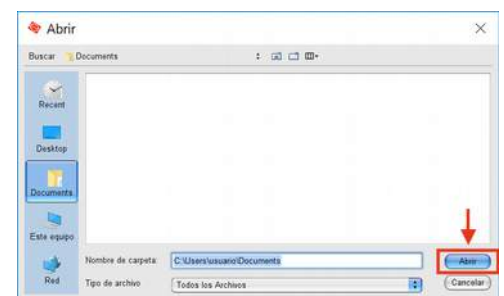 Abrir
Buscar Documents
Recent
Desktop
Documents
Este equipo
Red
Nombre de carpeta: C:\Users\usuario\Documents Abrir
Tipo de archivo Todos los Archivos Cancelar